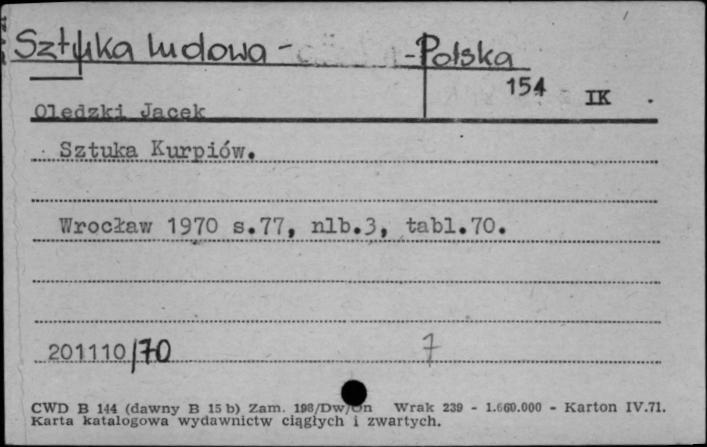 Sztuka ludowa - - Polska
154 IK
Olędzki Jacek
Sztuka Kurpiów.
Wrocław 1970 s.77, nlb.3, tabl.70.
201110/70 7
CWD B 144 (dawny B 15 b) Zam. 198/Dw/On Wrak 239 - 1.660.000 - Karton IV.71.
Karta katalogowa wydawnictw ciągłych i zwartych.